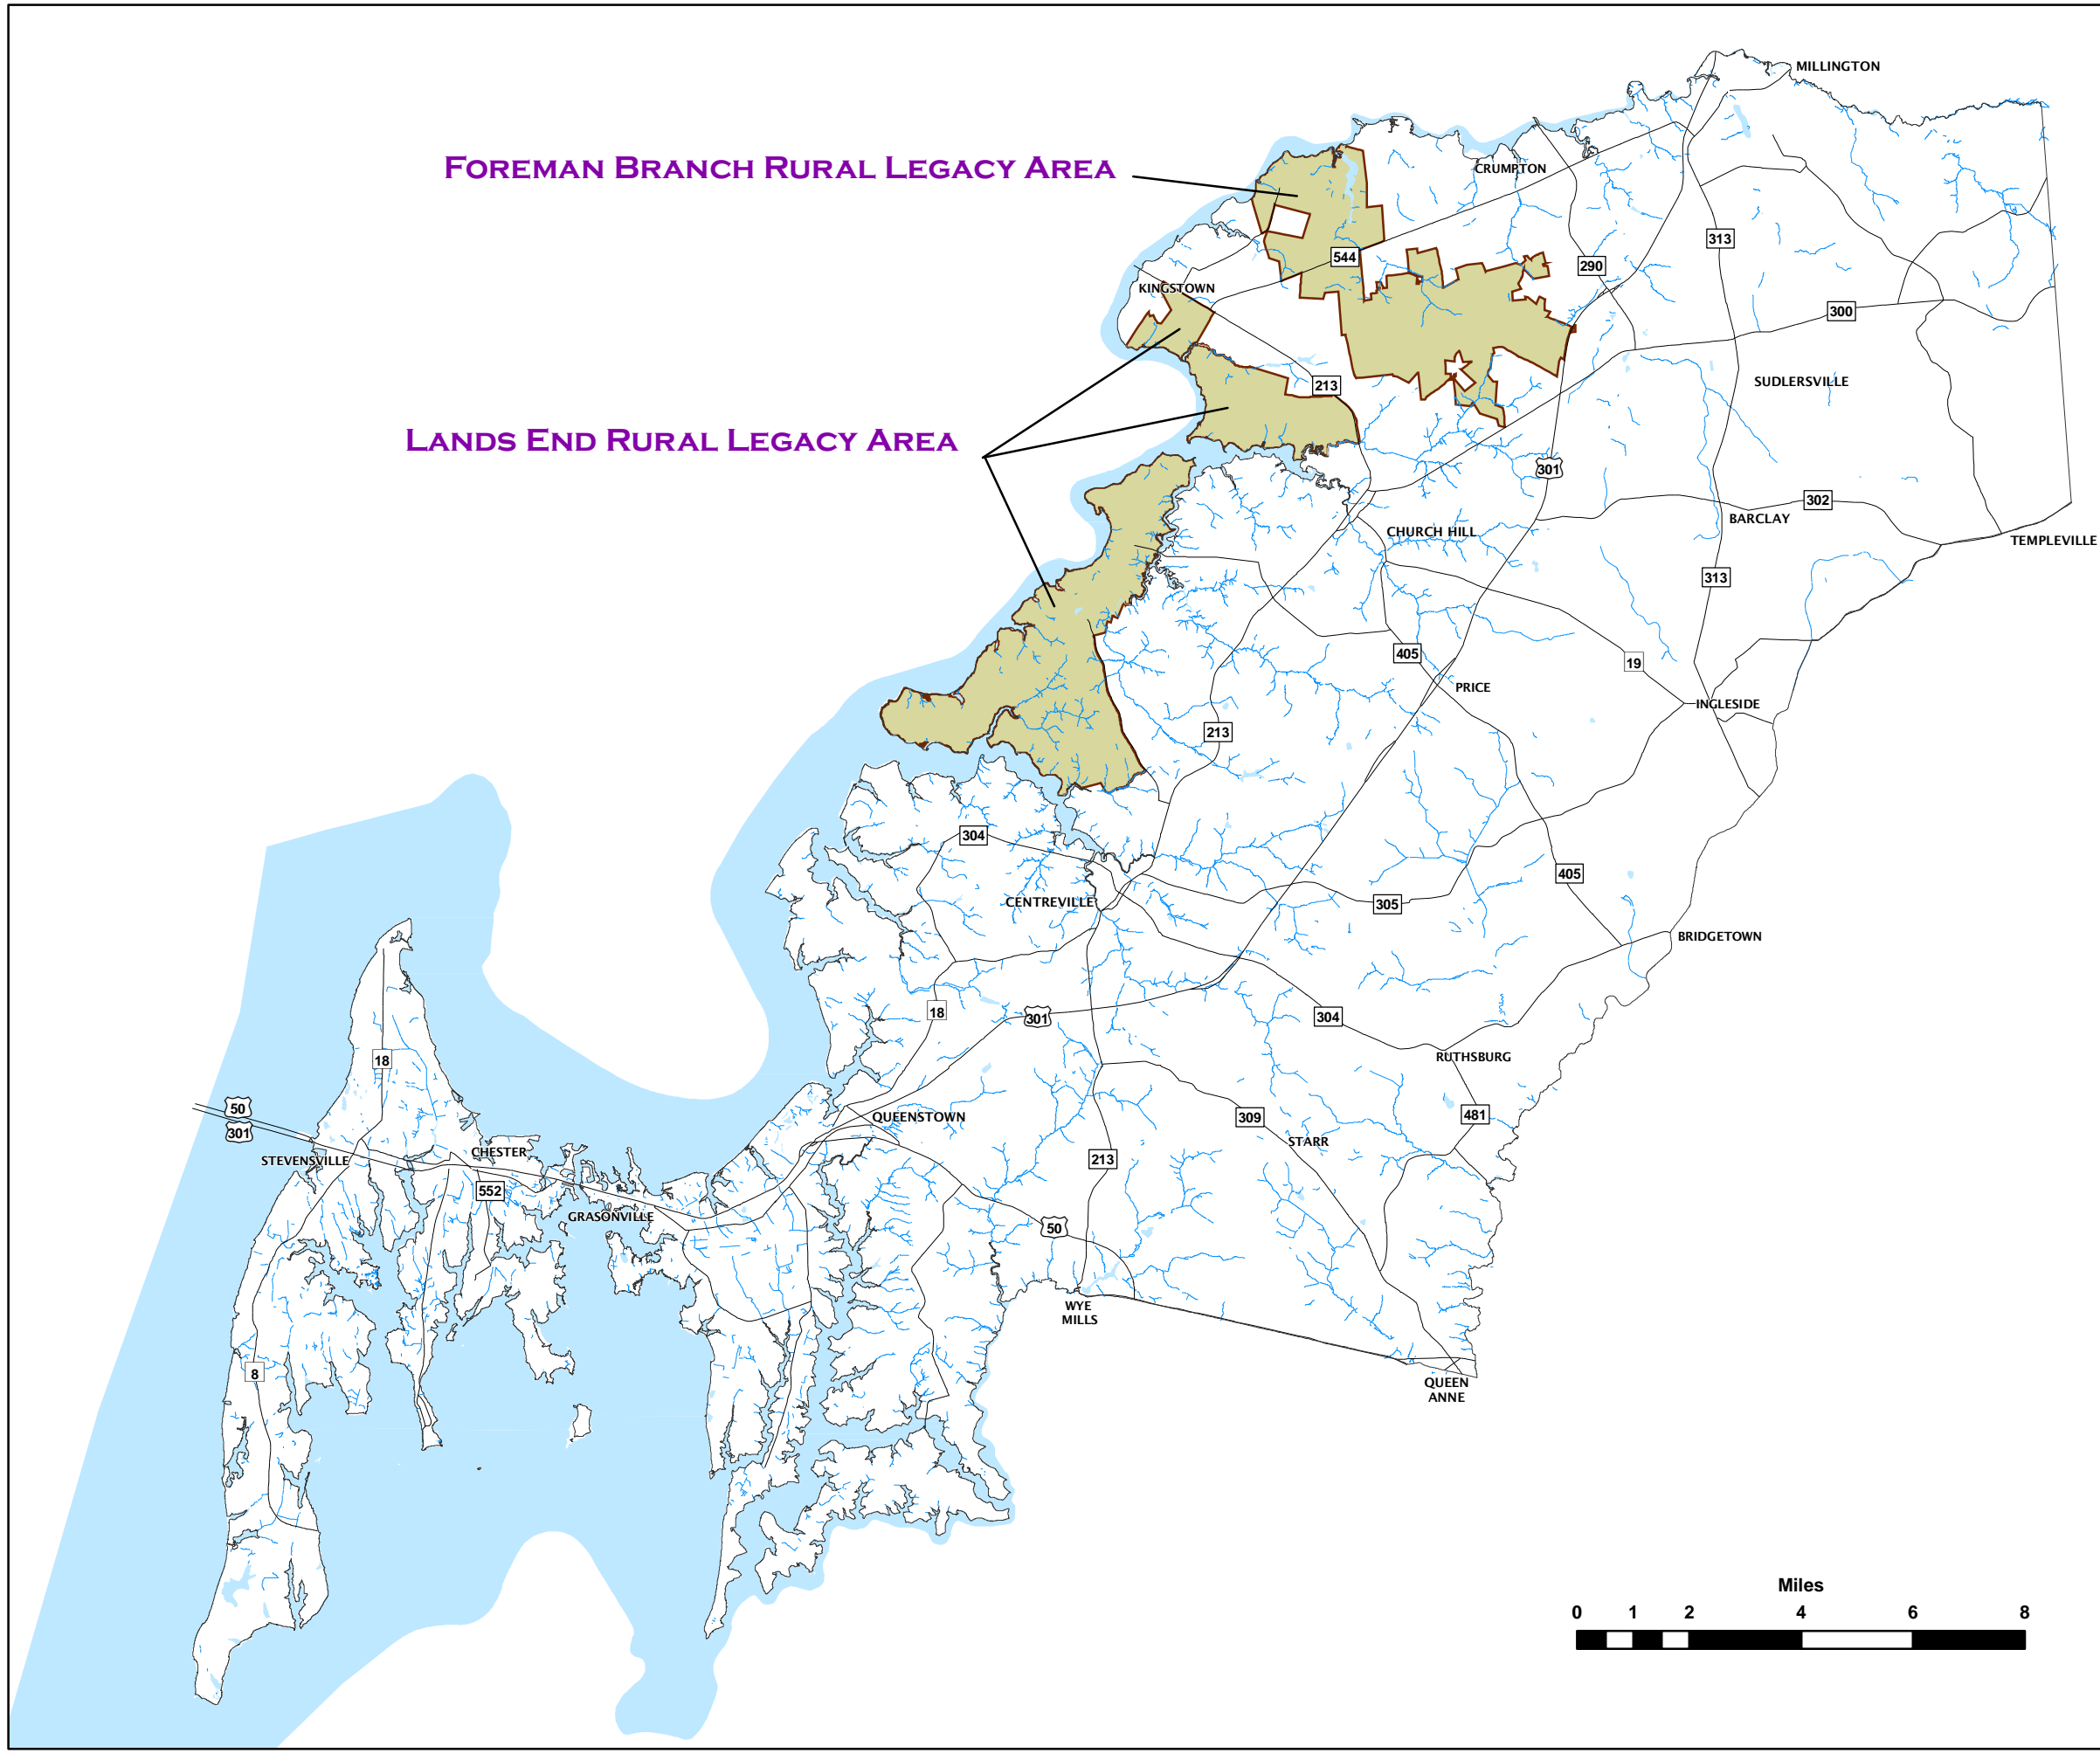 MILLINGTON
FOREMAN BRANCH RURAL LEGACY AREA
CRUMPTON
313
544
290
KINGSTOWN
300
213
SUDLERSVILLE
LANDS END RURAL LEGACY AREA
301
302
BARCLAY
CHURCH HILL
TEMPLEVILLE
313
405
19
PRICE
INGLESIDE
213
304
405
CENTREVILLE
305
BRIDGETOWN
18
301
304
18
RUTHSBURG
50
301
QUEENSTOWN
309
481
STARR
STEVENSVILLE
CHESTER
213
552
GRASONVILLE
50
WYE
MILLS
8
QUEEN
ANNE
Miles
0 1 2 4 6 8